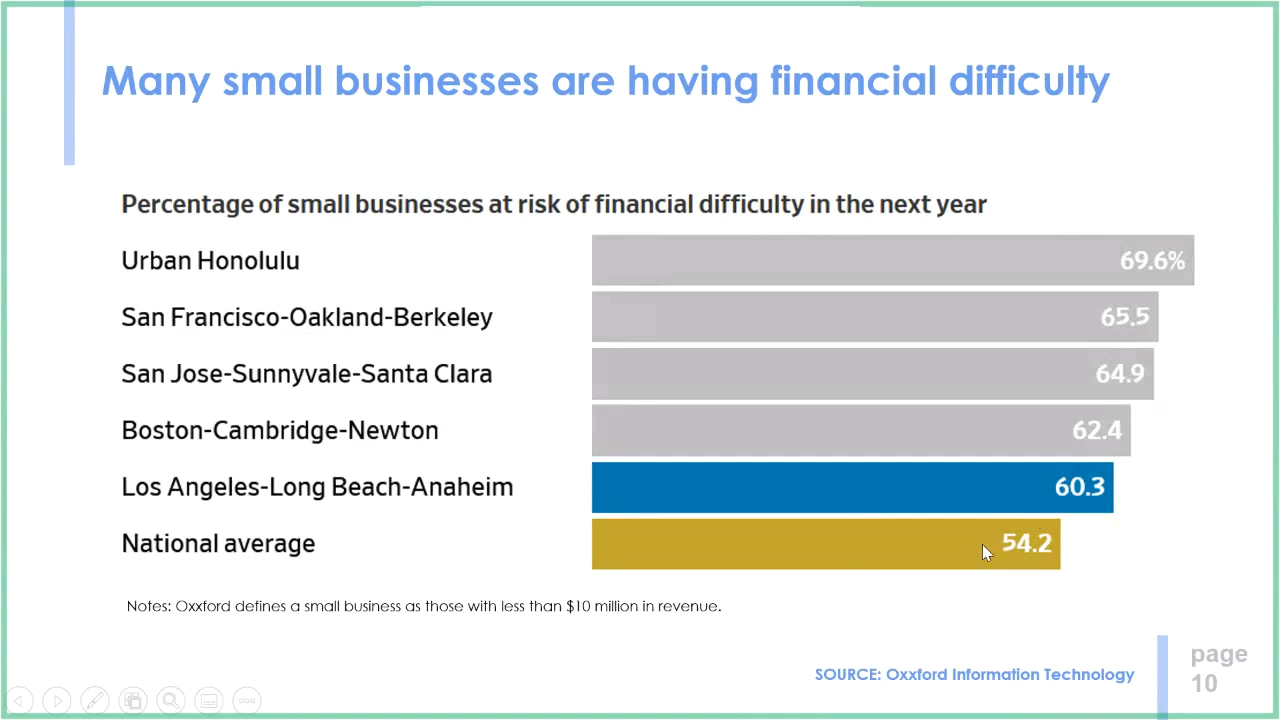 Many small businesses are having financial difficulty
Percentage of small businesses at risk of financial difficulty in the next year
Urban Honolulu 69.6%
San Francisco-Oakland-Berkeley 65.5
San Jose-Sunnyvale-Santa Clara 64.9
Boston-Cambridge-Newton 62.4
Los Angeles-Long Beach-Anaheim 60.3
National average 54.2
Notes: Oxxford defines a small business as those with less than $10 million in revenue.
SOURCE: Oxxford Information Technology
page
10